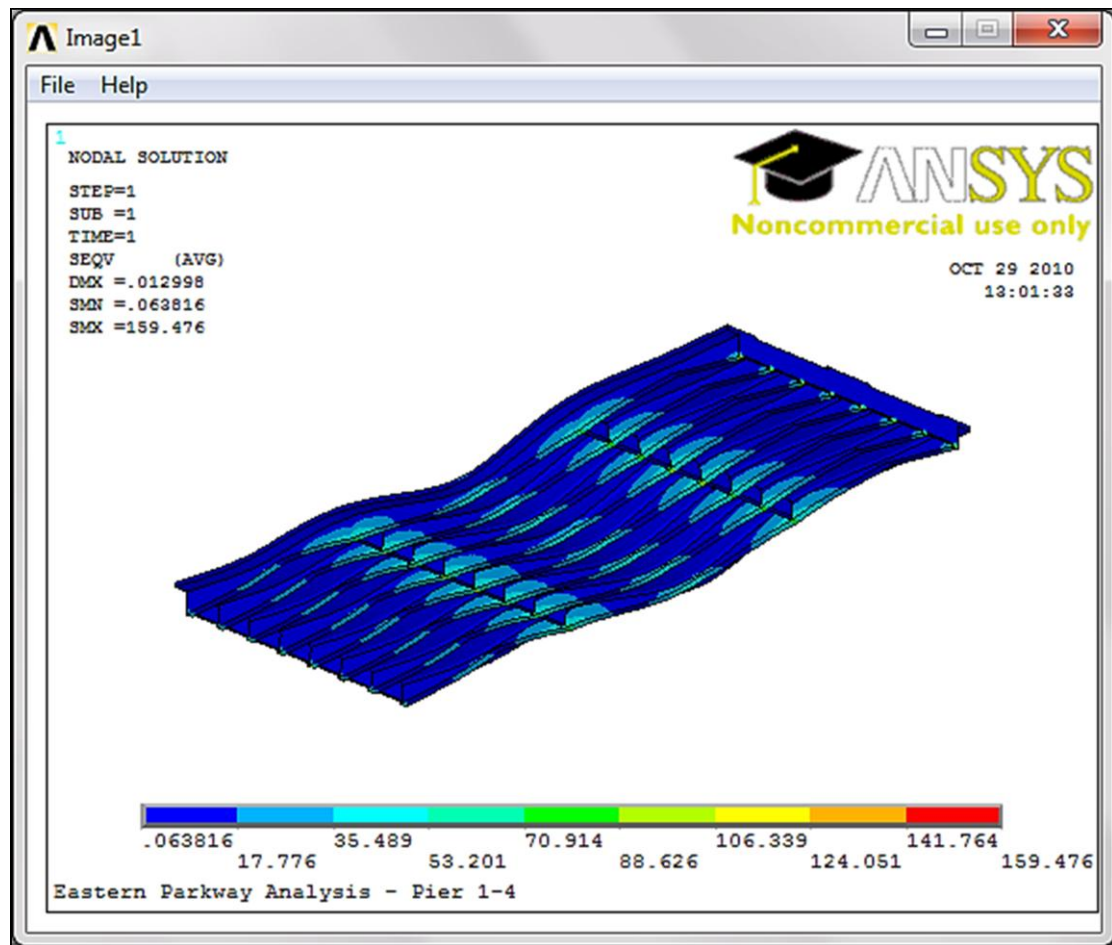 Image1
File Help
1
NODAL SOLUTION
STEP=1
SUB =1
TIME=1
SEQV (AVG)
DMX =.012998
SMN =.063816
SMX =159.476
ANSYS
Noncommercial use only
OCT 29 2010
13:01:33
.063816 35.489 70.914 106.339 141.764
17.776 53.201 88.626 124.051 159.476
Eastern Parkway Analysis - Pier 1-4